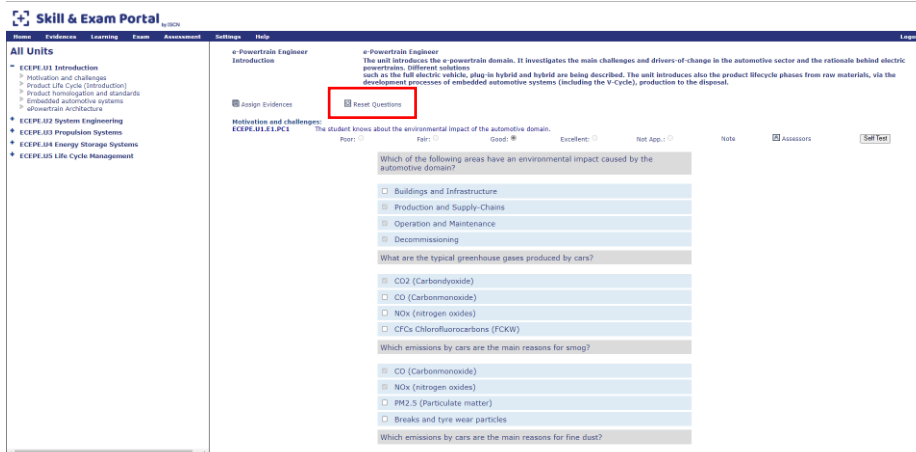 Skill & Exam Portal by ISCN
Home Evidences Learning Exam Assessment Settings Help Logo
All Units
ECEPE.U1 Introduction
Motivation and challenges
Product Life Cycle (Introduction)
Product homologation and standards
Embedded automotive systems
ePowertrain Architecture
ECEPE.U2 System Engineering
ECEPE.U3 Propulsion Systems
ECEPE.U4 Energy Storage Systems
ECEPE.U5 Life Cycle Management
e-Powertrain Engineer
Introduction
e-Powertrain Engineer
The unit introduces the e-powertrain domain. It investigates the main challenges and drivers-of-change in the automotive sector and the rationale behind electric
powertrains. Different solutions
such as the full electric vehicle, plug-in hybrid and hybrid are being described. The unit introduces also the product lifecycle phases from raw materials, via the
development processes of embedded automotive systems (including the V-Cycle), production to the
disposal.
Assign Evidences Reset Questions
Motivation and challenges:
ECEPE.U1.E1.PC1 The student knows about the environmental impact of the automotive domain.
Poor: Fair: Good: Excellent: Not App.: Note Assessors Self Test
Which of the following areas have an environmental impact caused by the
automotive domain?
Buildings and Infrastructure
Production and Supply-Chains
Operation and Maintenance
Decommissioning
What are the typical greenhouse gases produced by cars?
CO2 (Carbondyoxide)
CO (Carbonmonoxide)
NOx (nitrogen oxides)
CFCs Chlorofluorocarbons (FCKW)
Which emissions by cars are the main reasons for smog?
CO (Carbonmonoxide)
NOx (nitrogen oxides)
PM2.5 (Particulate matter)
Breaks and tyre wear particles
Which emissions by cars are the main reasons for fine dust?